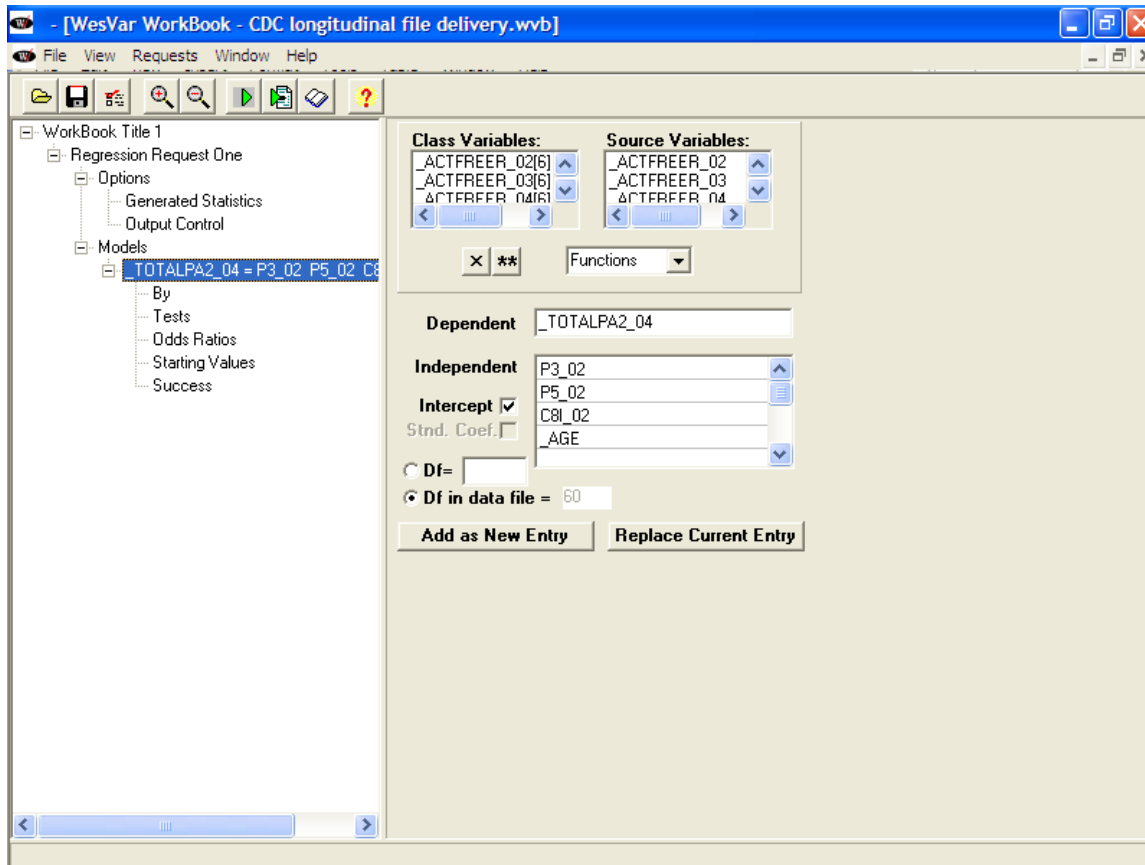 - [WesVar WorkBook - CDC longitudinal file delivery.wvb]
File View Requests Window Help
WorkBook Title 1
Regression Request One
Options
Generated Statistics
Output Control
Models
_TOTALPA2_04 = P3_02 P5_02 C8
By
Tests
Odds Ratios
Starting Values
Success
Class Variables:
_ACTFREER_02[6]
_ACTFREER_03[6]
_ACTFREER_04[6]
Source Variables:
_ACTFREER_02
_ACTFREER_03
_ACTFREER_04
× ** Functions
Dependent _TOTALPA2_04
Independent
P3_02
P5_02
C8I_02
_AGE
Intercept
Stnd. Coef.
Df=
Df in data file = 60
Add as New Entry Replace Current Entry